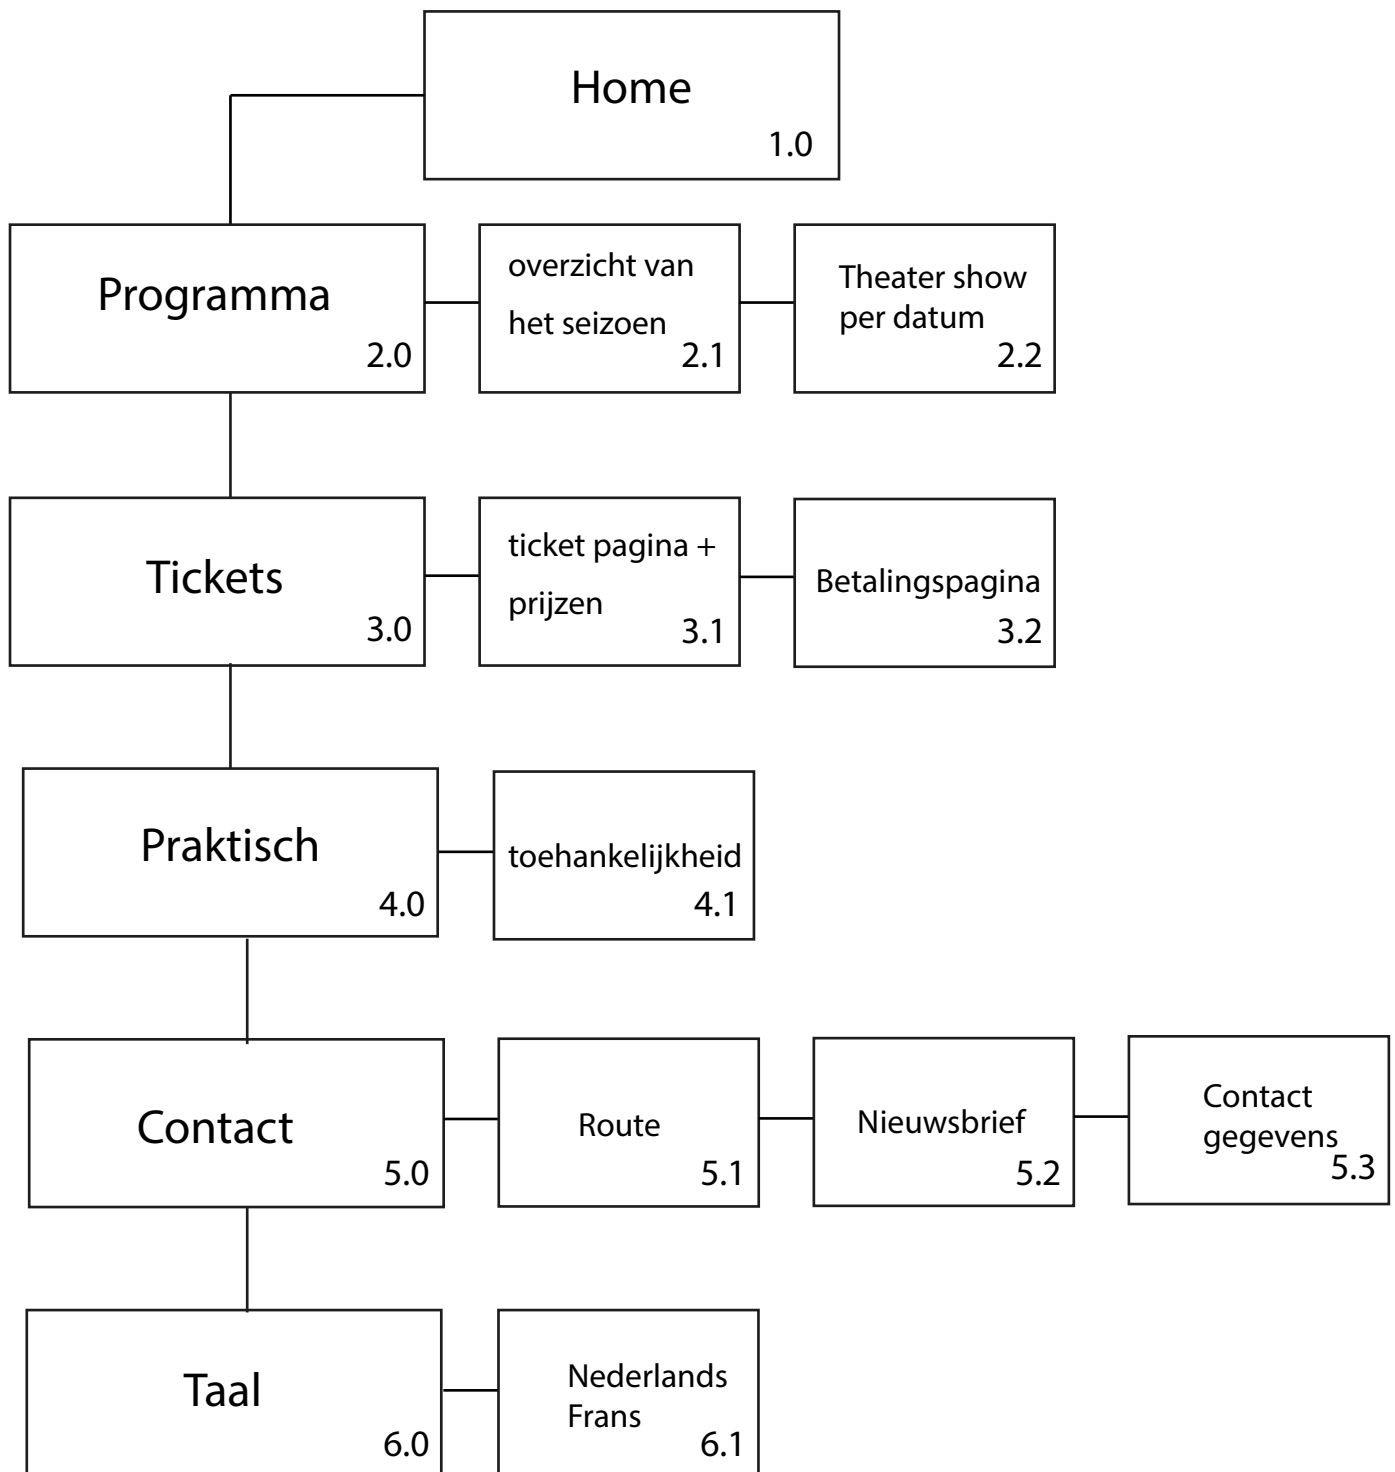 Home
1.0
Programma
2.0
overzicht van
het seizoen
2.1
Theater show
per datum
2.2
Tickets
3.0
ticket pagina +
prijzen
3.1
Betalingspagina
3.2
Praktisch
4.0
toehankelijkheid
4.1
Contact
5.0
Route
5.1
Nieuwsbrief
5.2
Contact
gegevens
5.3
Taal
6.0
Nederlands
Frans
6.1